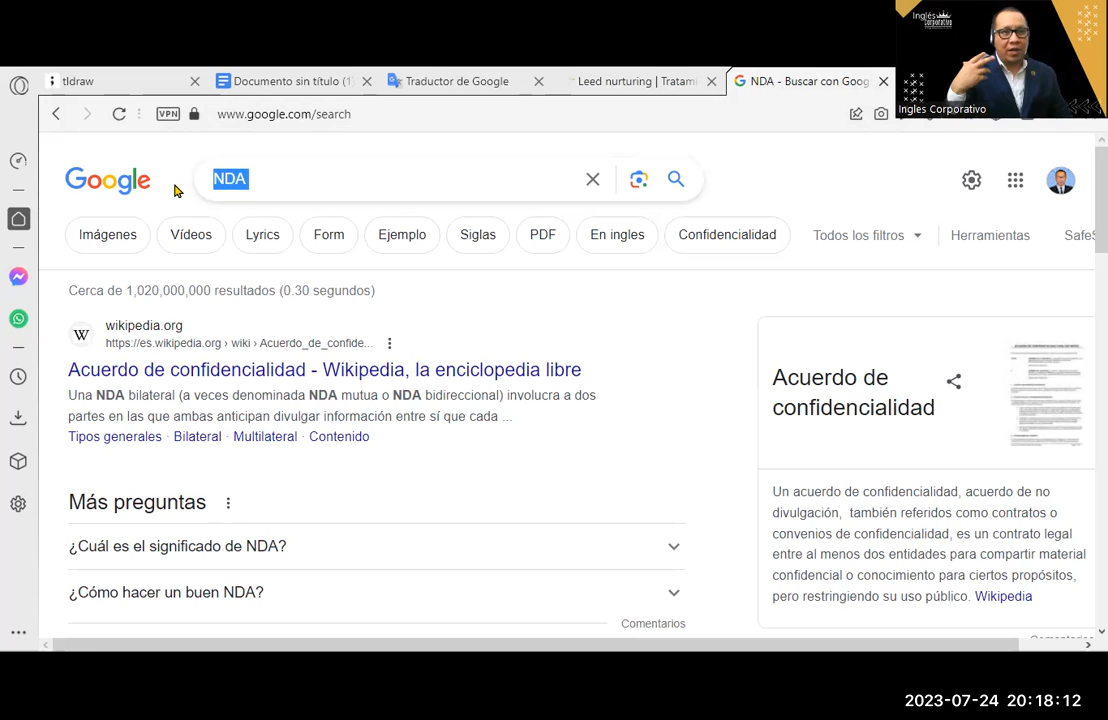 Inglés
Corporativo
Ingles Corporativo
tldraw
Documento sin título (1)
Traductor de Google
Leed nurturing | Tratami
NDA - Buscar con Goog
VPN
www.google.com/search
Google
NDA
Imágenes
Vídeos
Lyrics
Form
Ejemplo
Siglas
PDF
En ingles
Confidencialidad
Todos los filtros
Herramientas
SafeS
Cerca de 1,020,000,000 resultados (0.30 segundos)
W
wikipedia.org
https://es.wikipedia.org › wiki › Acuerdo_de_confide...
Acuerdo de confidencialidad - Wikipedia, la enciclopedia libre
Una NDA bilateral (a veces denominada NDA mutua o NDA bidireccional) involucra a dos
partes en las que ambas anticipan divulgar información entre sí que cada ...
Tipos generales · Bilateral · Multilateral · Contenido
Más preguntas
¿Cuál es el significado de NDA?
¿Cómo hacer un buen NDA?
Comentarios
Acuerdo de
confidencialidad
Un acuerdo de confidencialidad, acuerdo de no
divulgación, también referidos como contratos o
convenios de confidencialidad, es un contrato legal
entre al menos dos entidades para compartir material
confidencial o conocimiento para ciertos propósitos,
pero restringiendo su uso público. Wikipedia
2023-07-24 20:18:12